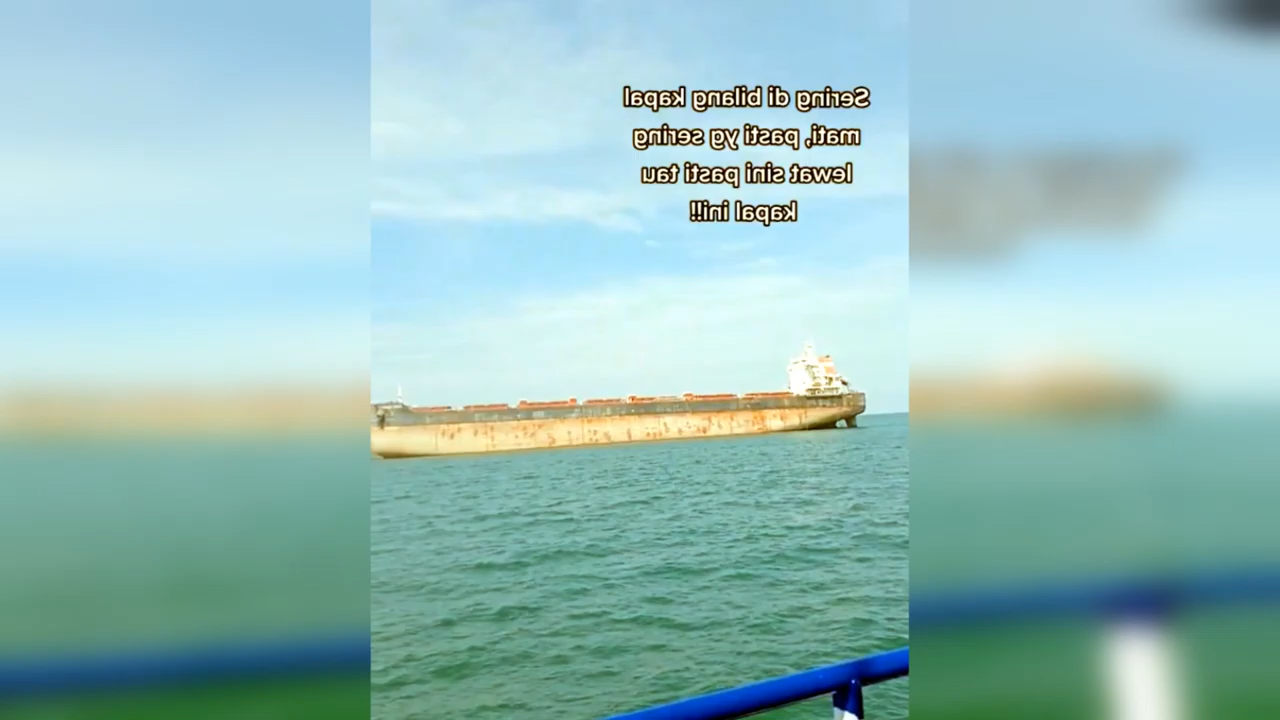 Sering di bilang kapal
mati, pasti yg sering
lewat sini pasti tau
kapal ini!!